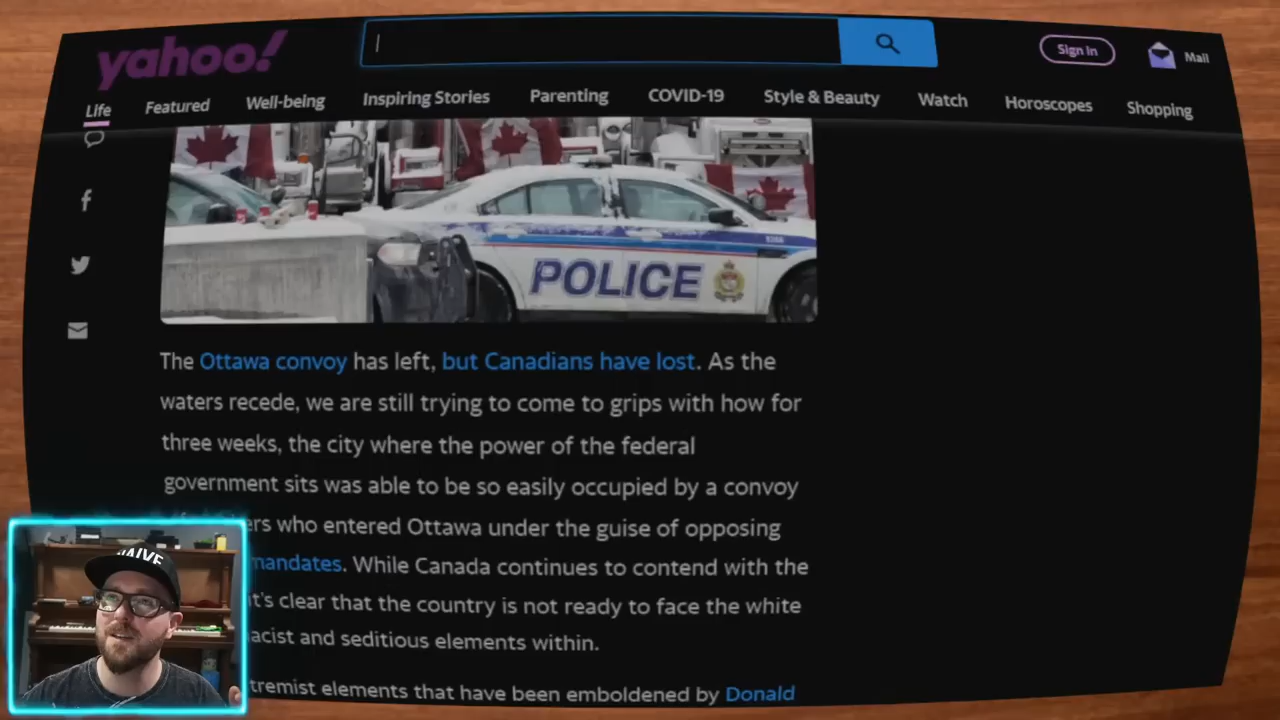 yahoo!
Sign In
Mail
Life
Featured
Well-being
Inspiring Stories
Parenting
COVID-19
Style & Beauty
Watch
Horoscopes
Shopping
POLICE
The Ottawa convoy has left, but Canadians have lost. As the
waters recede, we are still trying to come to grips with how for
three weeks, the city where the power of the federal
government sits was able to be so easily occupied by a convoy
ers who entered Ottawa under the guise of opposing
mandates. While Canada continues to contend with the
it's clear that the country is not ready to face the white
acist and seditious elements within.
tremist elements that have been emboldened by Donald
NAIVE